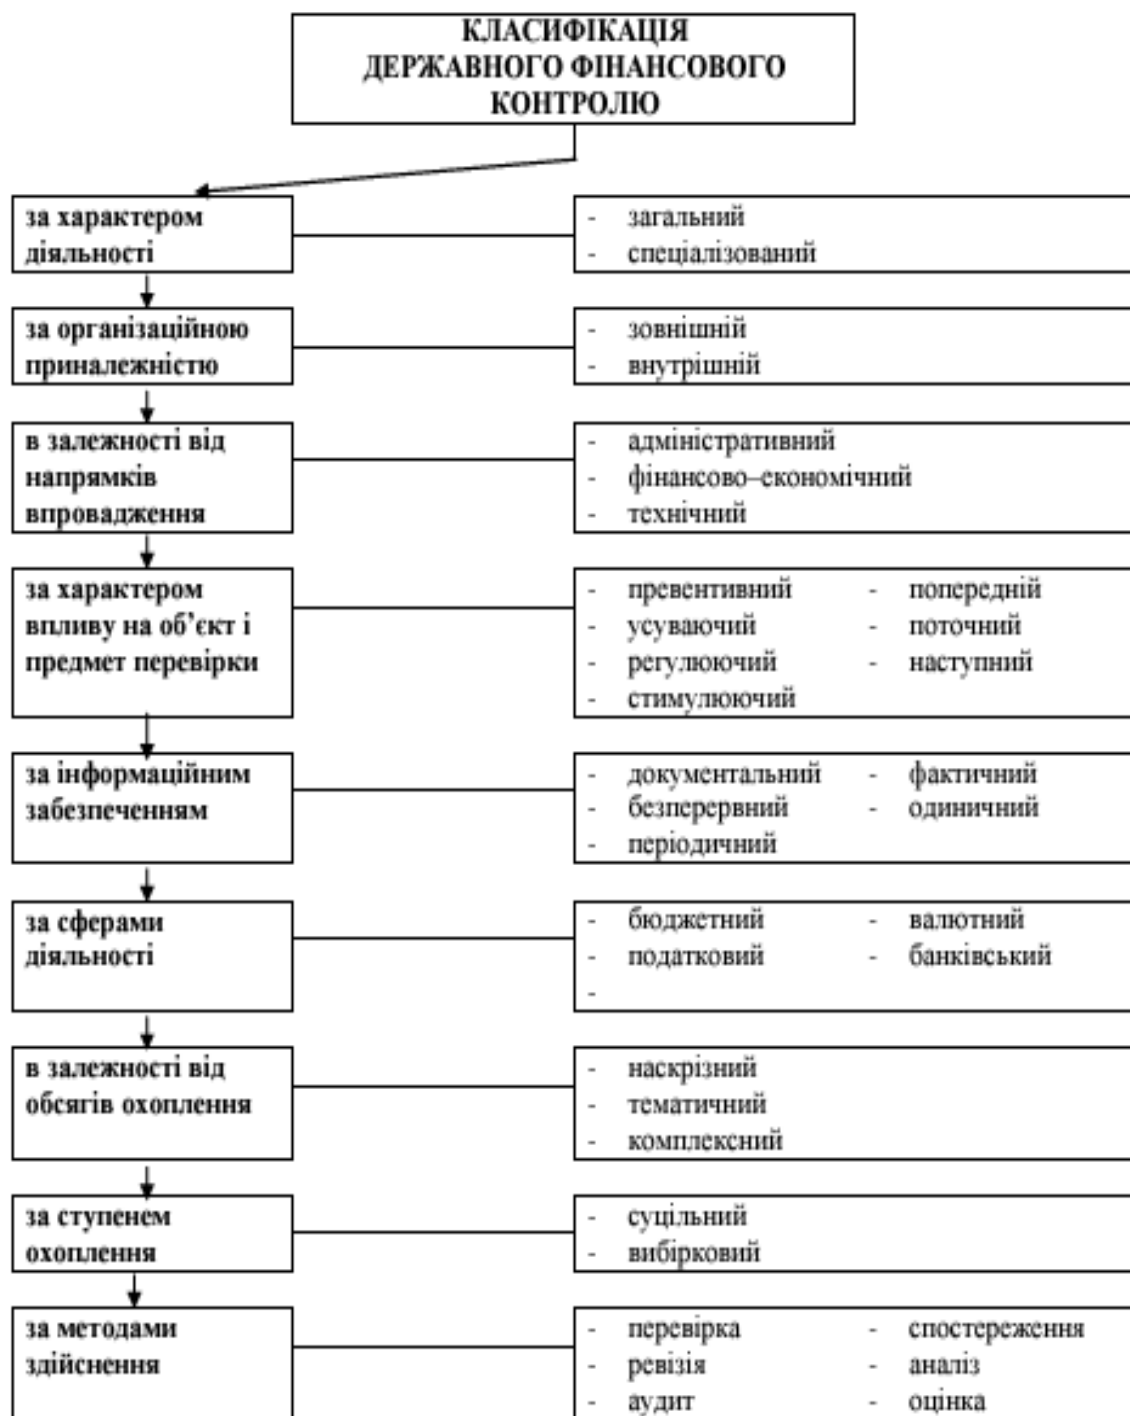 КЛАСИФІКАЦІЯ
ДЕРЖАВНОГО ФІНАНСОВОГО
КОНТРОЛЮ
за характером
діяльності
- загальний
- спеціалізований
за організаційною
приналежністю
- зовнішній
- внутрішній
в залежності від
напрямків
впровадження
- адміністративний
- фінансово–економічний
- технічний
за характером
впливу на об’єкт і
предмет перевірки
- превентивний - попередній
- усуваючий - поточний
- регулюючий - наступний
- стимулюючий
за інформаційним
забезпеченням
- документальний - фактичний
- безперервний - одиничний
- періодичний
за сферами
діяльності
- бюджетний - валютний
- податковий - банківський
-
в залежності від
обсягів охоплення
- наскрізний
- тематичний
- комплексний
за ступенем
охоплення
- суцільний
- вибірковий
за методами
здійснення
- перевірка - спостереження
- ревізія - аналіз
- аудит - оцінка